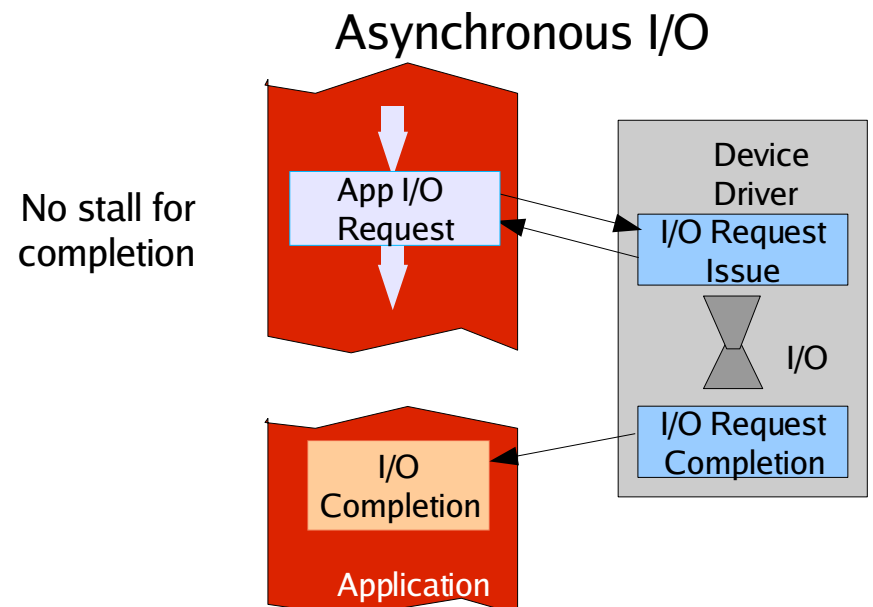 Asynchronous I/O
No stall for
completion
App I/O
Request
Device
Driver
I/O Request
Issue
I/O
I/O Request
Completion
I/O
Completion
Application